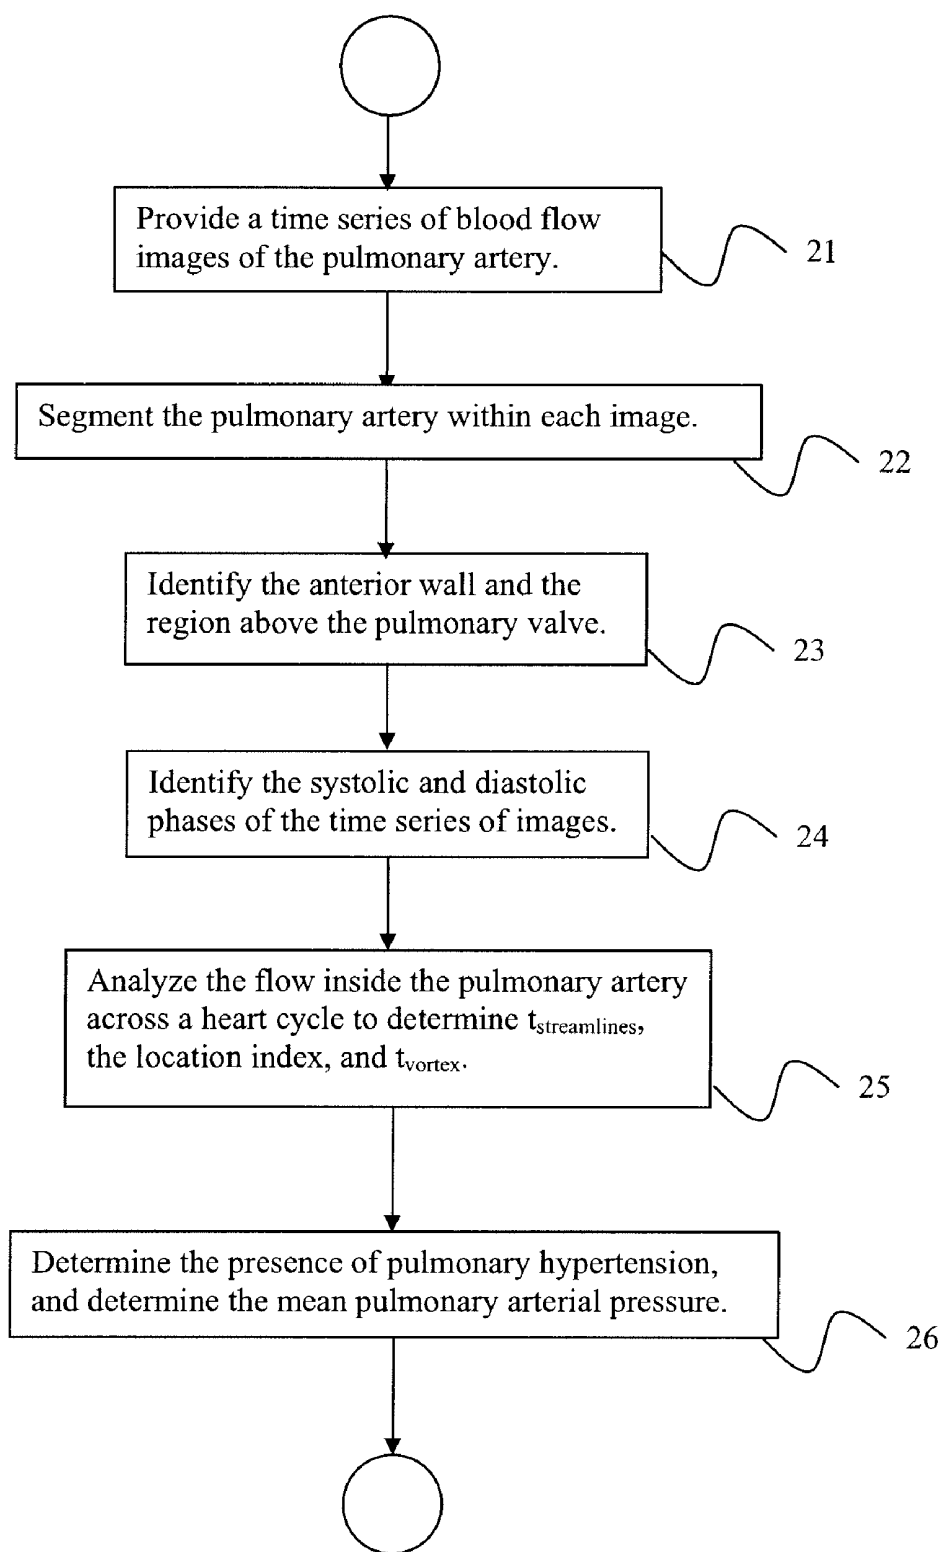 Provide a time series of blood flow
images of the pulmonary artery.
21
Segment the pulmonary artery within each image.
22
Identify the anterior wall and the
region above the pulmonary valve.
23
Identify the systolic and diastolic
phases of the time series of images.
24
Analyze the flow inside the pulmonary artery
across a heart cycle to determine tstreamlines,
the location index, and tvortex.
25
Determine the presence of pulmonary hypertension,
and determine the mean pulmonary arterial pressure.
26